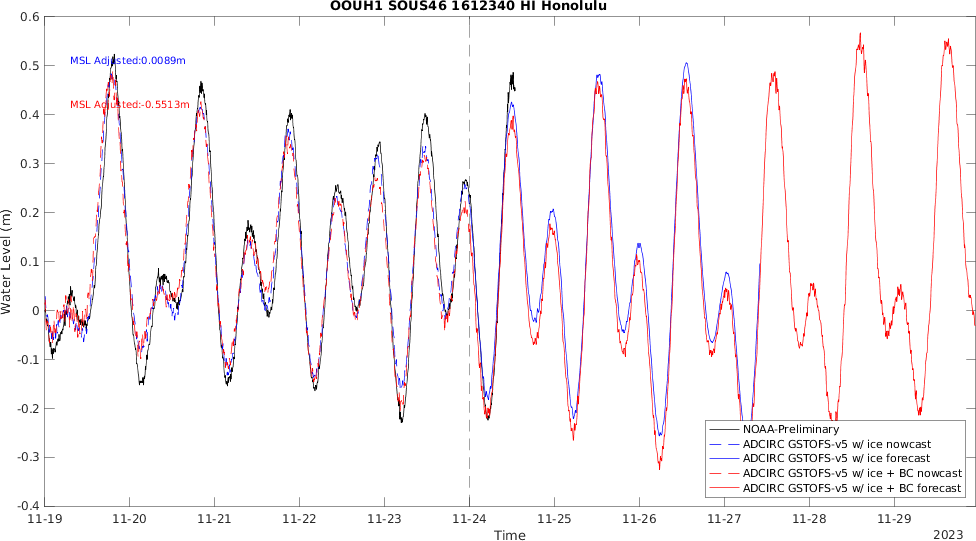 OOUH1 SOUS46 1612340 HI Honolulu
MSL Adjusted:0.0089m
MSL Adjusted:-0.5513m
Water Level (m)
0.6
0.5
0.4
0.3
0.2
0.1
0
-0.1
-0.2
-0.3
-0.4
NOAA-Preliminary
ADCIRC GSTOFS-v5 w/ ice nowcast
ADCIRC GSTOFS-v5 w/ ice forecast
ADCIRC GSTOFS-v5 w/ ice + BC nowcast
ADCIRC GSTOFS-v5 w/ ice + BC forecast
11-19 11-20 11-21 11-22 11-23 11-24 11-25 11-26 11-27 11-28 11-29
Time
2023